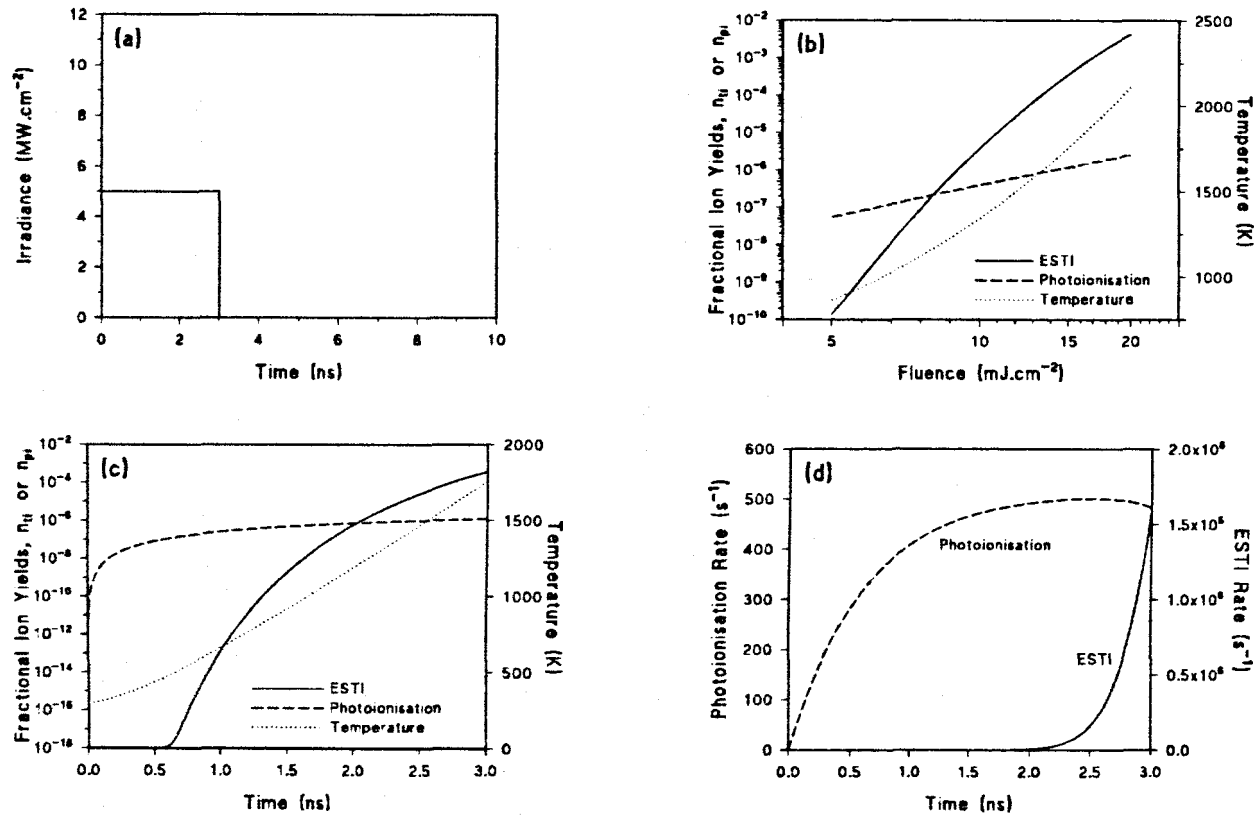 (a)
Irradiance (MW.cm⁻²)
12
10
8
6
4
2
0
0 2 4 6 8 10
Time (ns)
(b)
Fractional Ion Yields, nₜᵢ or nₚᵢ
10⁻²
10⁻³
10⁻⁴
10⁻⁵
10⁻⁶
10⁻⁷
10⁻⁸
10⁻⁹
10⁻¹⁰
2500
2000
1500
1000
Temperature (K)
ESTI
Photoionisation
Temperature
5 10 20
Fluence (mJ.cm⁻²)
(c)
Fractional Ion Yields, nₜᵢ or nₚᵢ
10⁻²
10⁻⁴
10⁻⁶
10⁻⁸
10⁻¹⁰
10⁻¹²
10⁻¹⁴
10⁻¹⁶
10⁻¹⁸
2000
1500
1000
500
0
Temperature (K)
ESTI
Photoionisation
Temperature
0.0 0.5 1.0 1.5 2.0 2.5 3.0
Time (ns)
(d)
Photoionisation Rate (s⁻¹)
600
500
400
300
200
100
0
Photoionisation
ESTI
2.0x10⁶
1.5x10⁶
1.0x10⁶
0.5x10⁶
0.0
ESTI Rate (s⁻¹)
0.0 0.5 1.0 1.5 2.0 2.5 3.0
Time (ns)